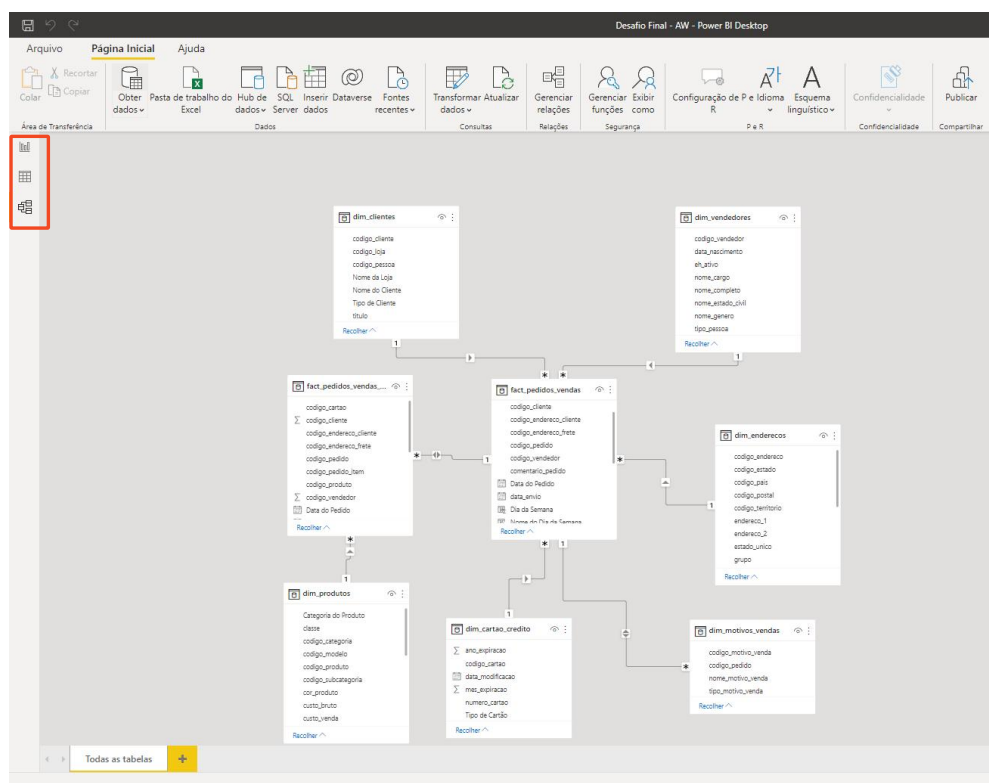 Desafio Final - AW - Power BI Desktop
Arquivo Página Inicial Ajuda
Colar
Recortar
Copiar
Obter dados
Pasta de trabalho do Excel
Hub de dados
SQL Server
Inserir dados
Dataverse
Fontes recentes
Transformar dados
Atualizar
Gerenciar relações
Gerenciar funções
Exibir como
Configuração de P e R
Idioma
Esquema linguístico
Confidencialidade
Publicar
Área de Transferência
Dados
Consultas
Relações
Segurança
P e R
Confidencialidade
Compartilhar
dim_clientes
codigo_cliente
codigo_loja
codigo_pessoa
Nome da Loja
Nome do Cliente
Tipo de Cliente
titulo
Recolher
1
dim_vendedores
codigo_vendedor
data_nascimento
eh_ativo
nome_cargo
nome_completo
nome_estado_civil
nome_genero
tipo_pessoa
Recolher
1
* *
fact_pedidos_vendas_...
codigo_cartao
Σ codigo_cliente
codigo_endereco_cliente
codigo_endereco_frete
codigo_pedido
codigo_pedido_item
codigo_produto
Σ codigo_vendedor
Data do Pedido
Recolher
* 1
*
1
fact_pedidos_vendas
codigo_cliente
codigo_endereco_cliente
codigo_endereco_frete
codigo_pedido
codigo_vendedor
comentario_pedido
Data do Pedido
data_envio
Dia da Semana
Nome do Dia da Semana
Recolher
* 1
*
1
dim_enderecos
codigo_endereco
codigo_estado
codigo_pais
codigo_postal
codigo_territorio
endereco_1
endereco_2
estado_unico
grupo
Recolher
dim_produtos
Categoria do Produto
classe
codigo_categoria
codigo_modelo
codigo_produto
codigo_subcategoria
cor_produto
custo_bruto
custo_venda
Recolher
1
dim_cartao_credito
Σ ano_expiracao
codigo_cartao
data_modificacao
Σ mes_expiracao
numero_cartao
Tipo de Cartão
Recolher
*
dim_motivos_vendas
codigo_motivo_venda
codigo_pedido
nome_motivo_venda
tipo_motivo_venda
Recolher
Todas as tabelas +